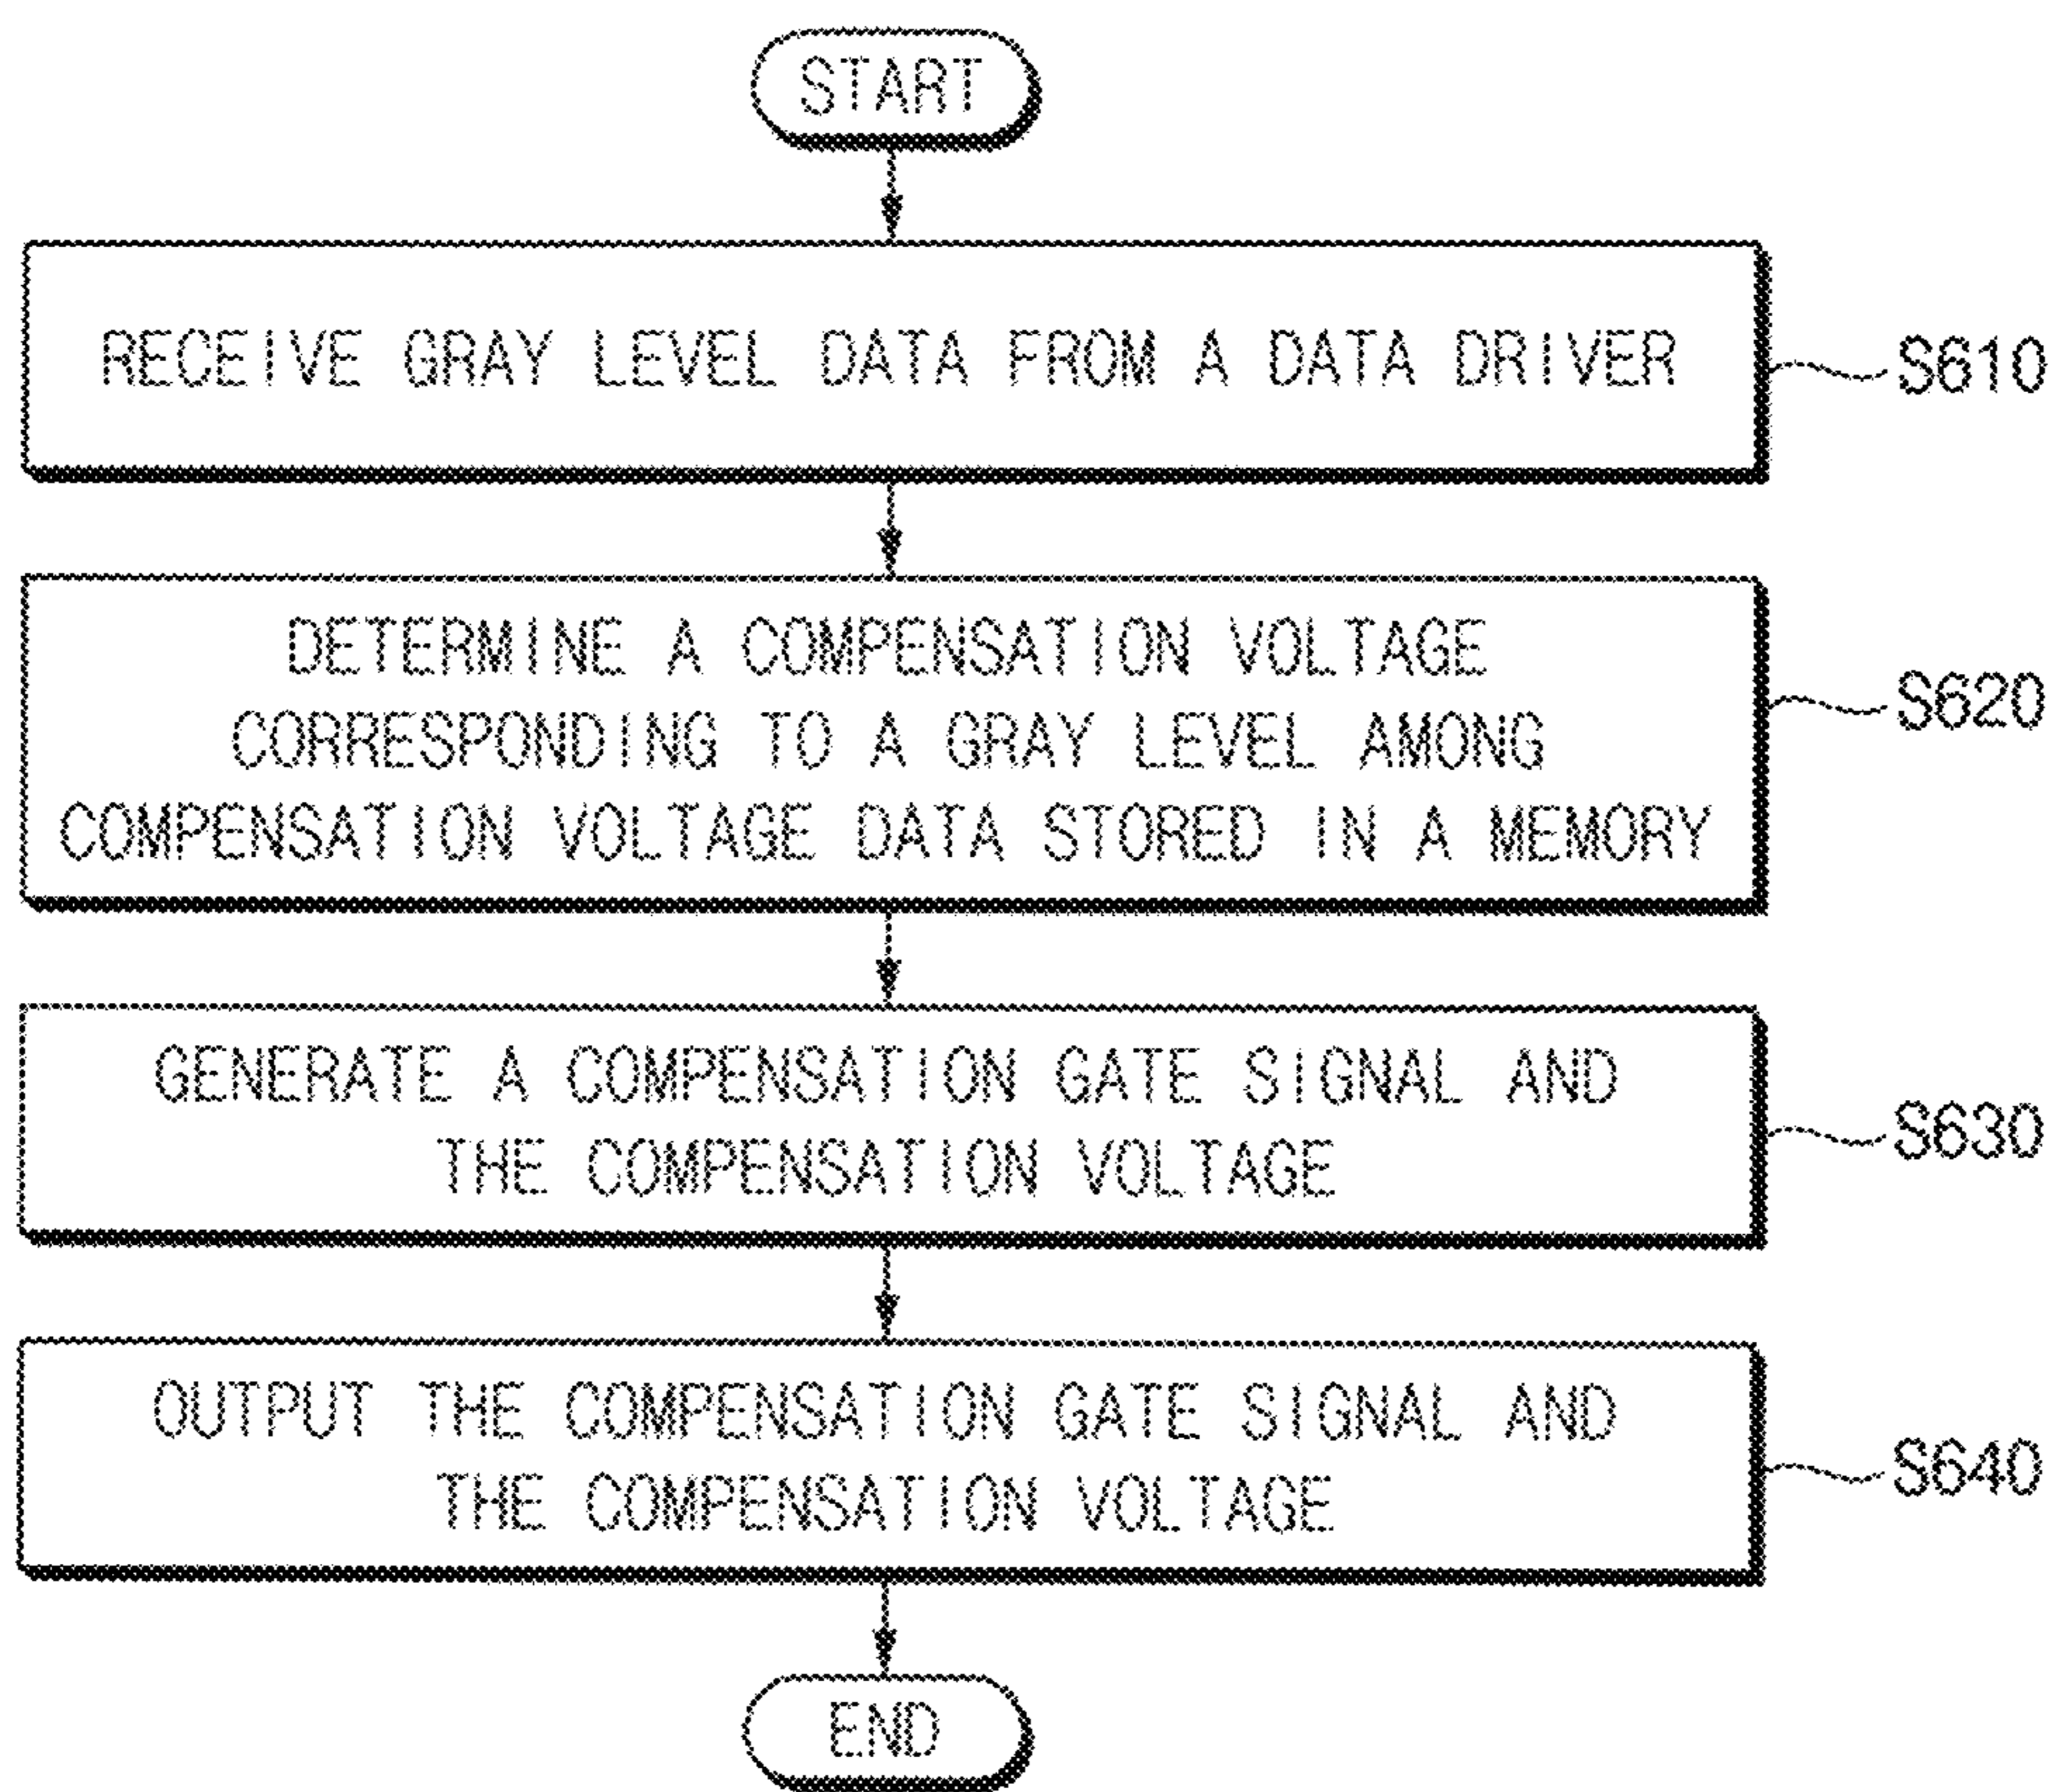 START
RECEIVE GRAY LEVEL DATA FROM A DATA DRIVER
S610
DETERMINE A COMPENSATION VOLTAGE
CORRESPONDING TO A GRAY LEVEL AMONG
COMPENSATION VOLTAGE DATA STORED IN A MEMORY
S620
GENERATE A COMPENSATION GATE SIGNAL AND
THE COMPENSATION VOLTAGE
S630
OUTPUT THE COMPENSATION GATE SIGNAL AND
THE COMPENSATION VOLTAGE
S640
END